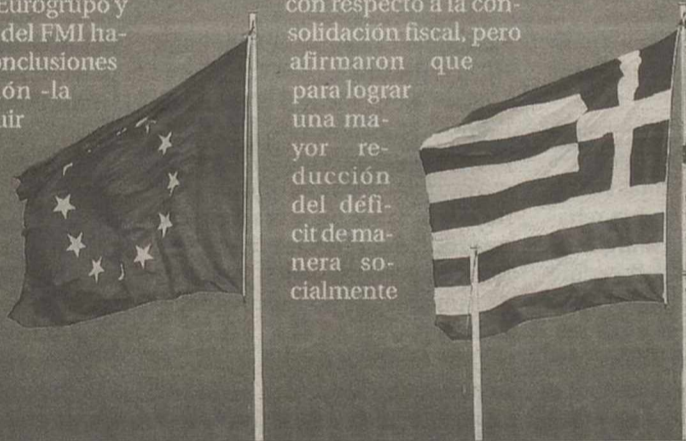 Eurogrupo y
del FMI ha-
onclusiones
ón -la
uir
con respecto a la con-
solidación fiscal, pero
afirmaron que
para lograr
una ma-
yor re-
ducción
del défi-
cit de ma-
nera so-
cialmente